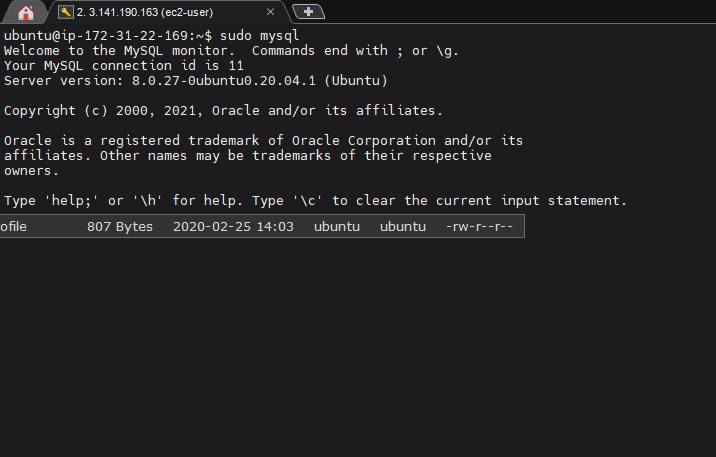 2. 3.141.190.163 (ec2-user)
ubuntu@ip-172-31-22-169:~$ sudo mysql
Welcome to the MySQL monitor.  Commands end with ; or \g.
Your MySQL connection id is 11
Server version: 8.0.27-0ubuntu0.20.04.1 (Ubuntu)
Copyright (c) 2000, 2021, Oracle and/or its affiliates.
Oracle is a registered trademark of Oracle Corporation and/or its
affiliates. Other names may be trademarks of their respective
owners.
Type 'help;' or '\h' for help. Type '\c' to clear the current input statement.
ofile 807 Bytes 2020-02-25 14:03 ubuntu ubuntu -rw-r--r--